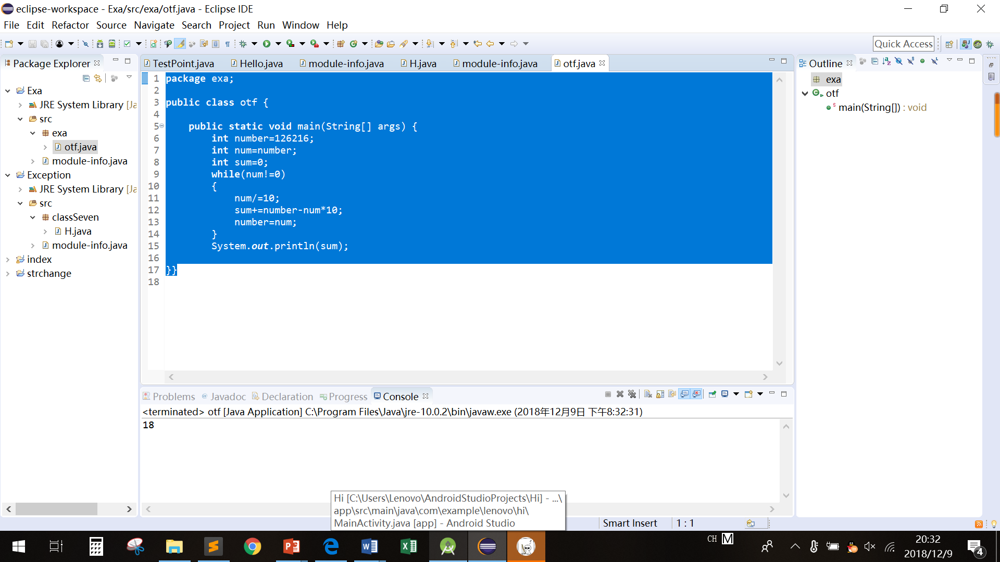 eclipse-workspace - Exa/src/exa/otf.java - Eclipse IDE
File Edit Refactor Source Navigate Search Project Run Window Help
Quick Access
Package Explorer
Exa
JRE System Library [Ja
src
exa
otf.java
module-info.java
Exception
JRE System Library [Ja
src
classSeven
H.java
module-info.java
index
strchange
TestPoint.java Hello.java module-info.java H.java module-info.java otf.java
1 package exa;
2
3 public class otf {
4
5 public static void main(String[] args) {
6 int number=126216;
7 int num=number;
8 int sum=0;
9 while(num!=0)
10 {
11 num/=10;
12 sum+=number-num*10;
13 number=num;
14 }
15 System.out.println(sum);
16
17 }}
18
Outline
exa
otf
main(String[]) : void
Problems @ Javadoc Declaration Progress Console
<terminated> otf [Java Application] C:\Program Files\Java\jre-10.0.2\bin\javaw.exe (2018年12月9日 下午8:32:31)
18
Hi [C:\Users\Lenovo\AndroidStudioProjects\Hi] - ...\
app\src\main\java\com\example\lenovo\hi\
MainActivity.java [app] - Android Studio
Smart Insert 1 : 1
CH M
20:32
2018/12/9
4